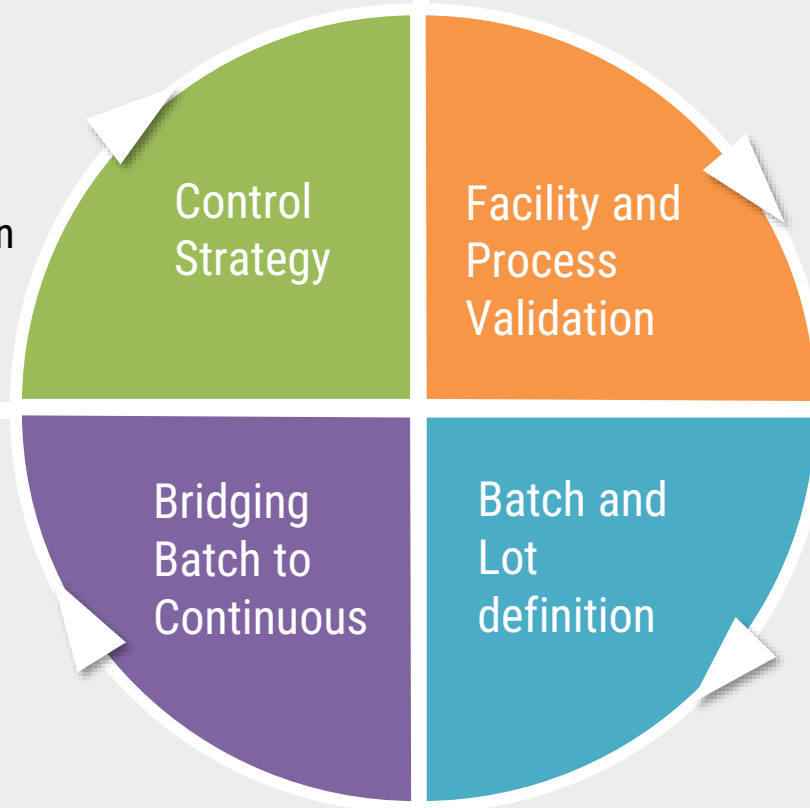 Control
Strategy
Facility and
Process
Validation
Bridging
Batch to
Continuous
Batch and
Lot
definition